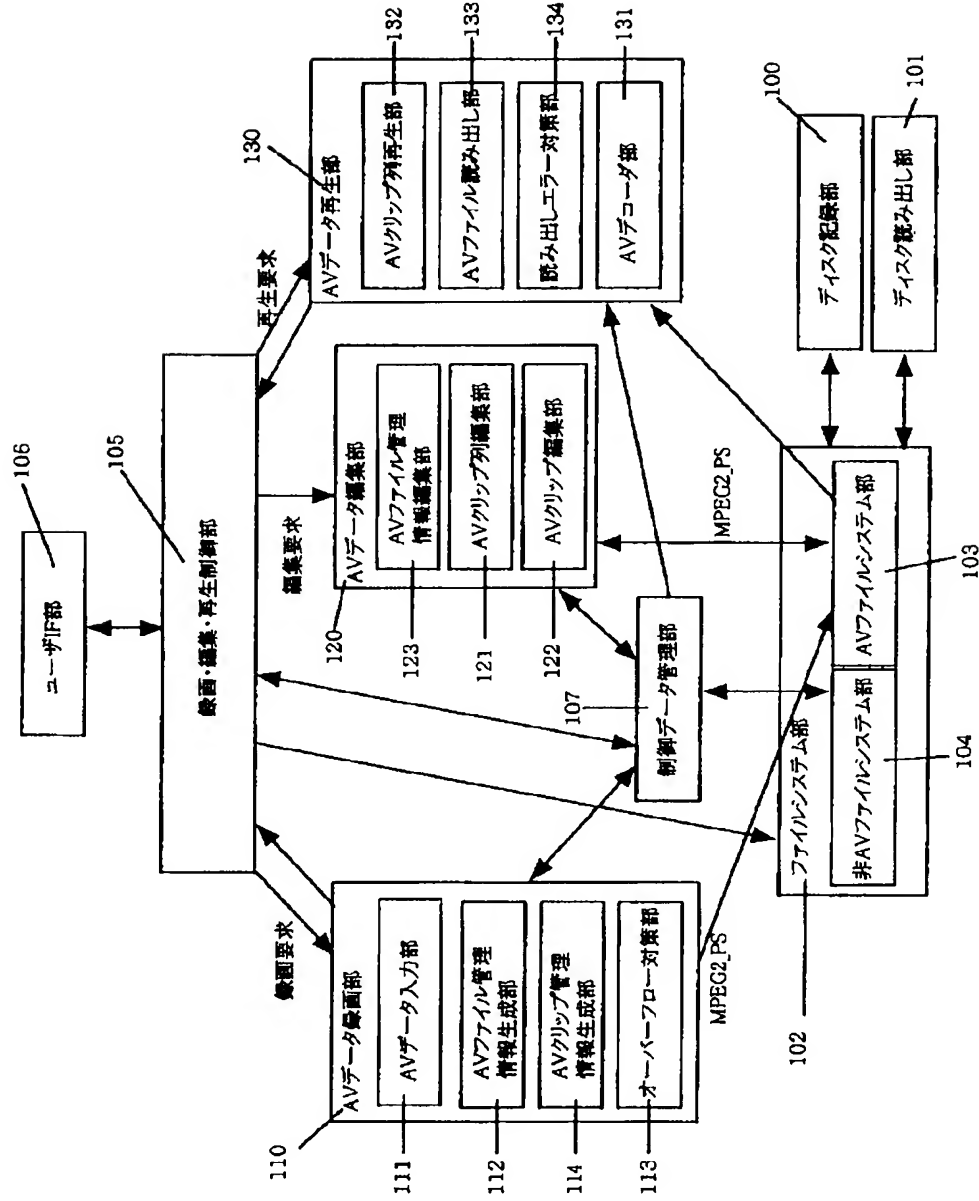 106
ユーザIF部
105
録画・編集・再生制御部
録画要求
編集要求
再生要求
110
AVデータ録画部
111
AVデータ入力部
112
AVファイル管理
情報生成部
114
AVクリップ管理
情報生成部
113
オーバーフロー対策部
120
AVデータ編集部
123
AVファイル管理
情報編集部
121
AVクリップ列編集部
122
AVクリップ編集部
130
AVデータ再生部
132
AVクリップ列再生部
133
AVファイル読み出し部
134
読み出しエラー対策部
131
AVデコーダ部
107
制御データ管理部
MPEG2_PS
MPEG2_PS
102
ファイルシステム部
104
非AVファイルシステム部
103
AVファイルシステム部
100
ディスク記録部
101
ディスク読み出し部